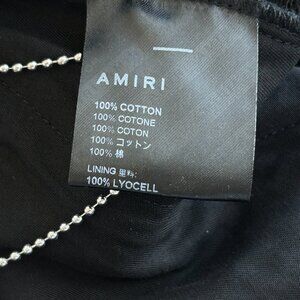 AMIRI
100% COTTON
100% COTONE
100% COTON
100% コットン
100% 棉
LINING 里料:
100% LYOCELL